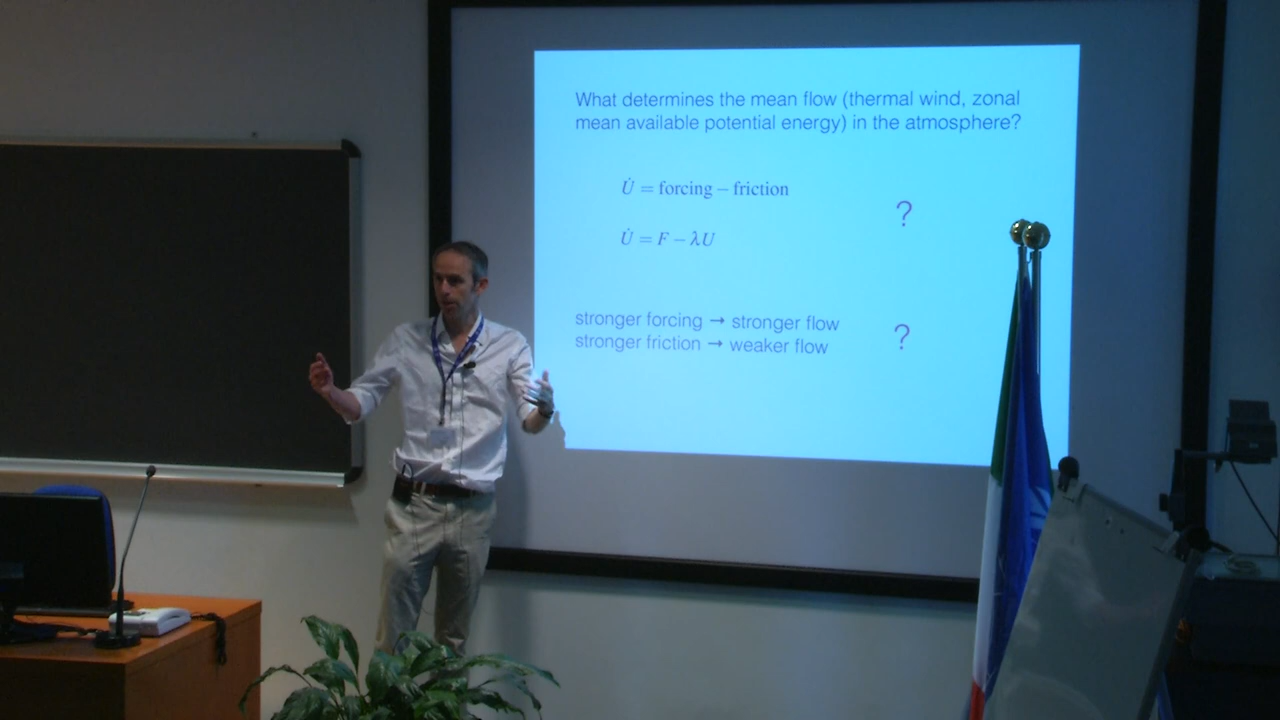 What determines the mean flow (thermal wind, zonal
mean available potential energy) in the atmosphere?
U̇ = forcing − friction
?
U̇ = F − λU
stronger forcing → stronger flow
stronger friction → weaker flow
?